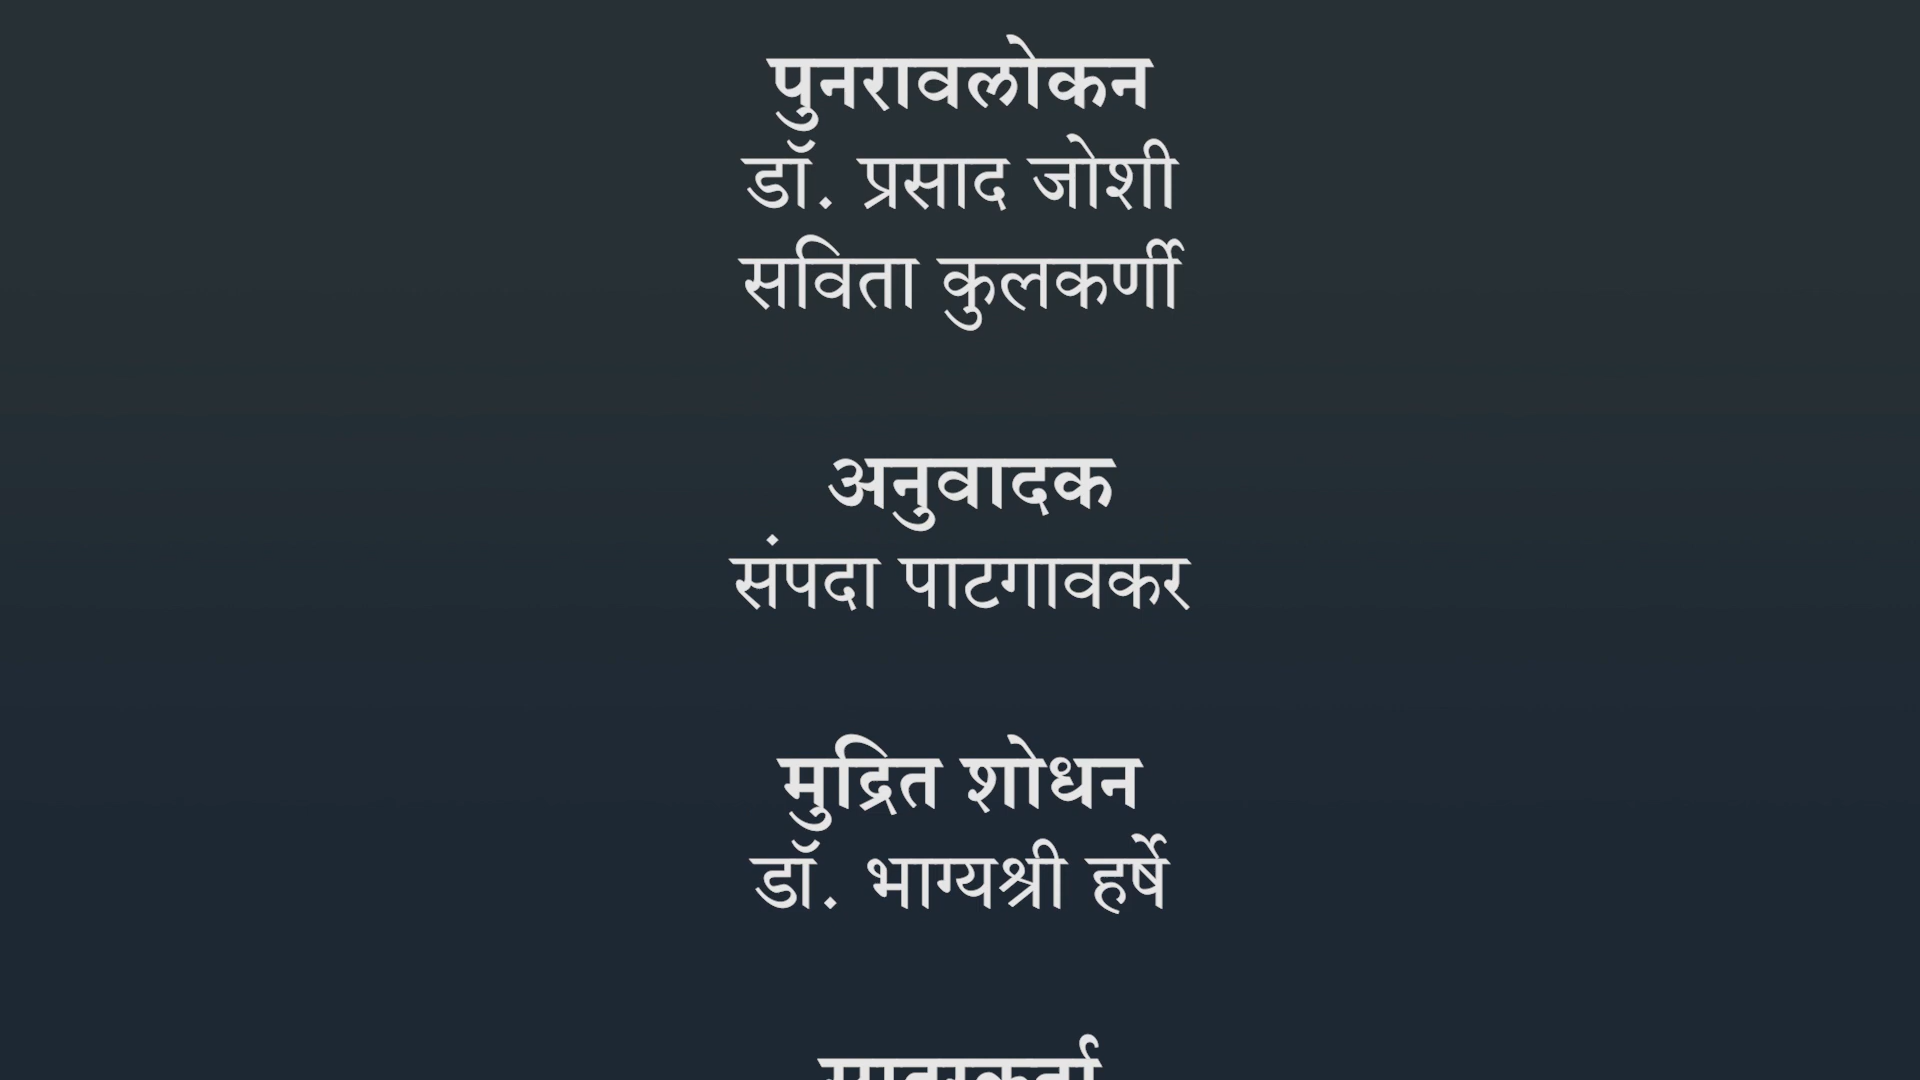 पुनरावलोकन
डॉ. प्रसाद जोशी
सविता कुलकर्णी
अनुवादक
संपदा पाटगावकर
मुद्रित शोधन
डॉ. भाग्यश्री हर्षे